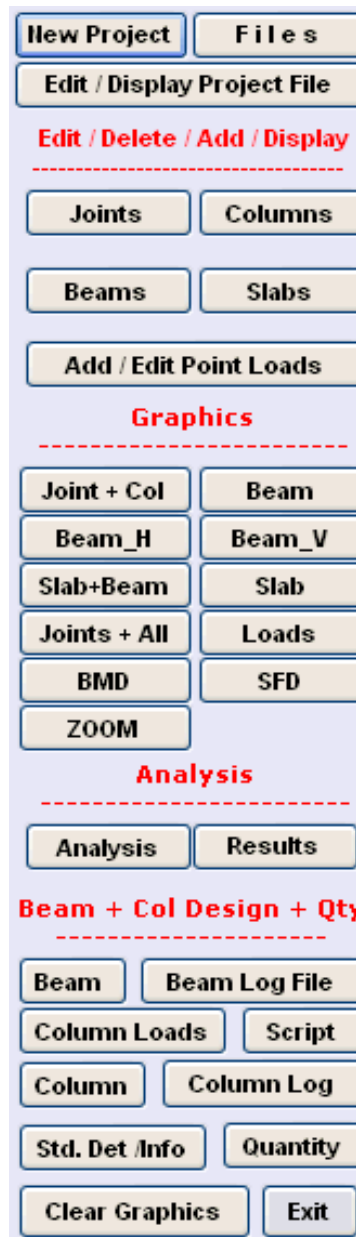 New Project Files
Edit / Display Project File
Edit / Delete / Add / Display
Joints Columns
Beams Slabs
Add / Edit Point Loads
Graphics
Joint + Col Beam
Beam_H Beam_V
Slab+Beam Slab
Joints + All Loads
BMD SFD
ZOOM
Analysis
Analysis Results
Beam + Col Design + Qty
Beam Beam Log File
Column Loads Script
Column Column Log
Std. Det /Info Quantity
Clear Graphics Exit